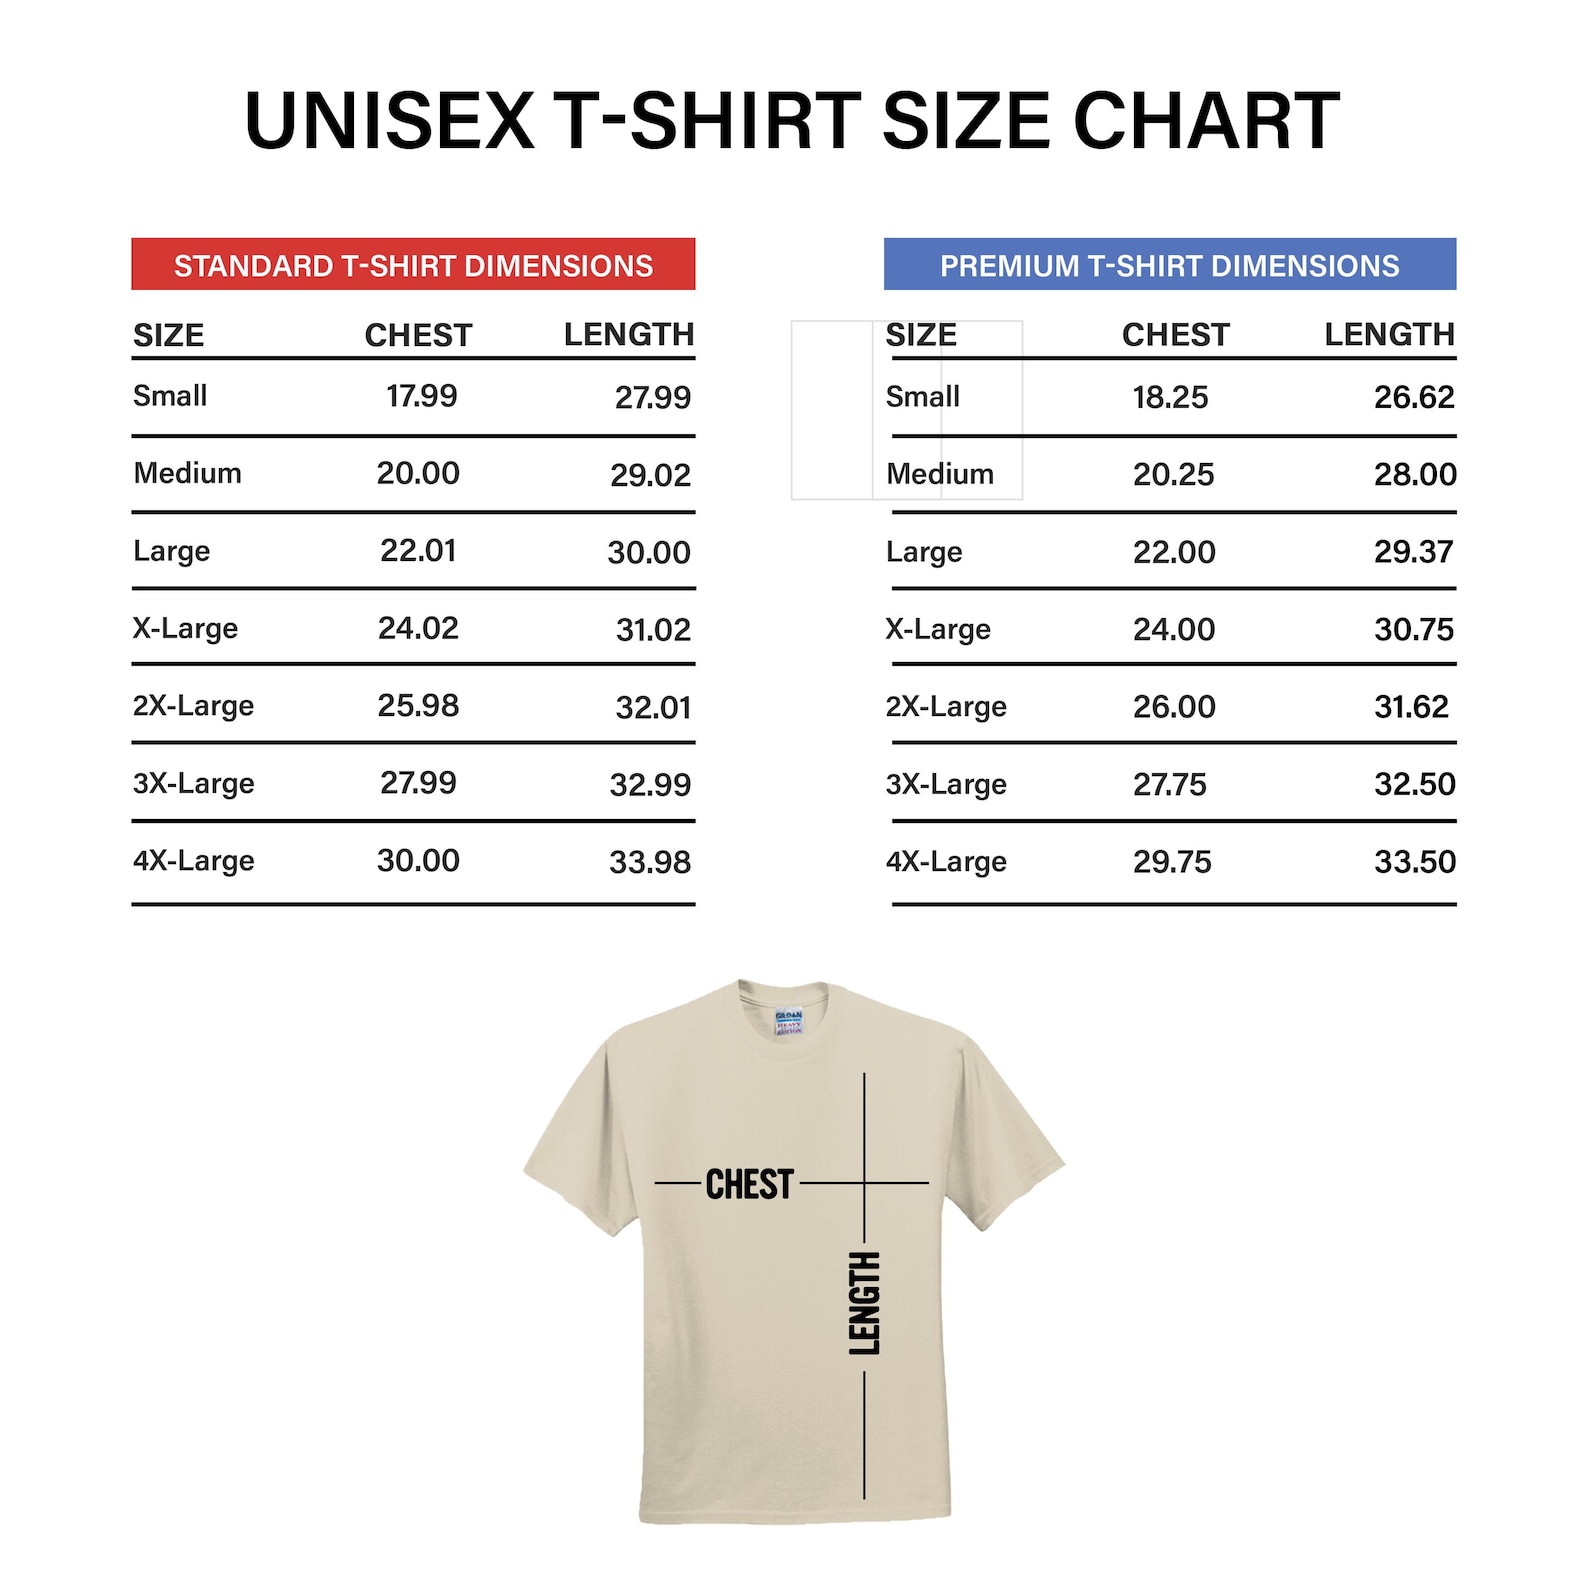 UNISEX T-SHIRT SIZE CHART
STANDARD T-SHIRT DIMENSIONS
SIZE CHEST LENGTH
Small 17.99 27.99
Medium 20.00 29.02
Large 22.01 30.00
X-Large 24.02 31.02
2X-Large 25.98 32.01
3X-Large 27.99 32.99
4X-Large 30.00 33.98
PREMIUM T-SHIRT DIMENSIONS
SIZE CHEST LENGTH
Small 18.25 26.62
Medium 20.25 28.00
Large 22.00 29.37
X-Large 24.00 30.75
2X-Large 26.00 31.62
3X-Large 27.75 32.50
4X-Large 29.75 33.50
GILDAN
HEAVY
COTTON
CHEST
LENGTH